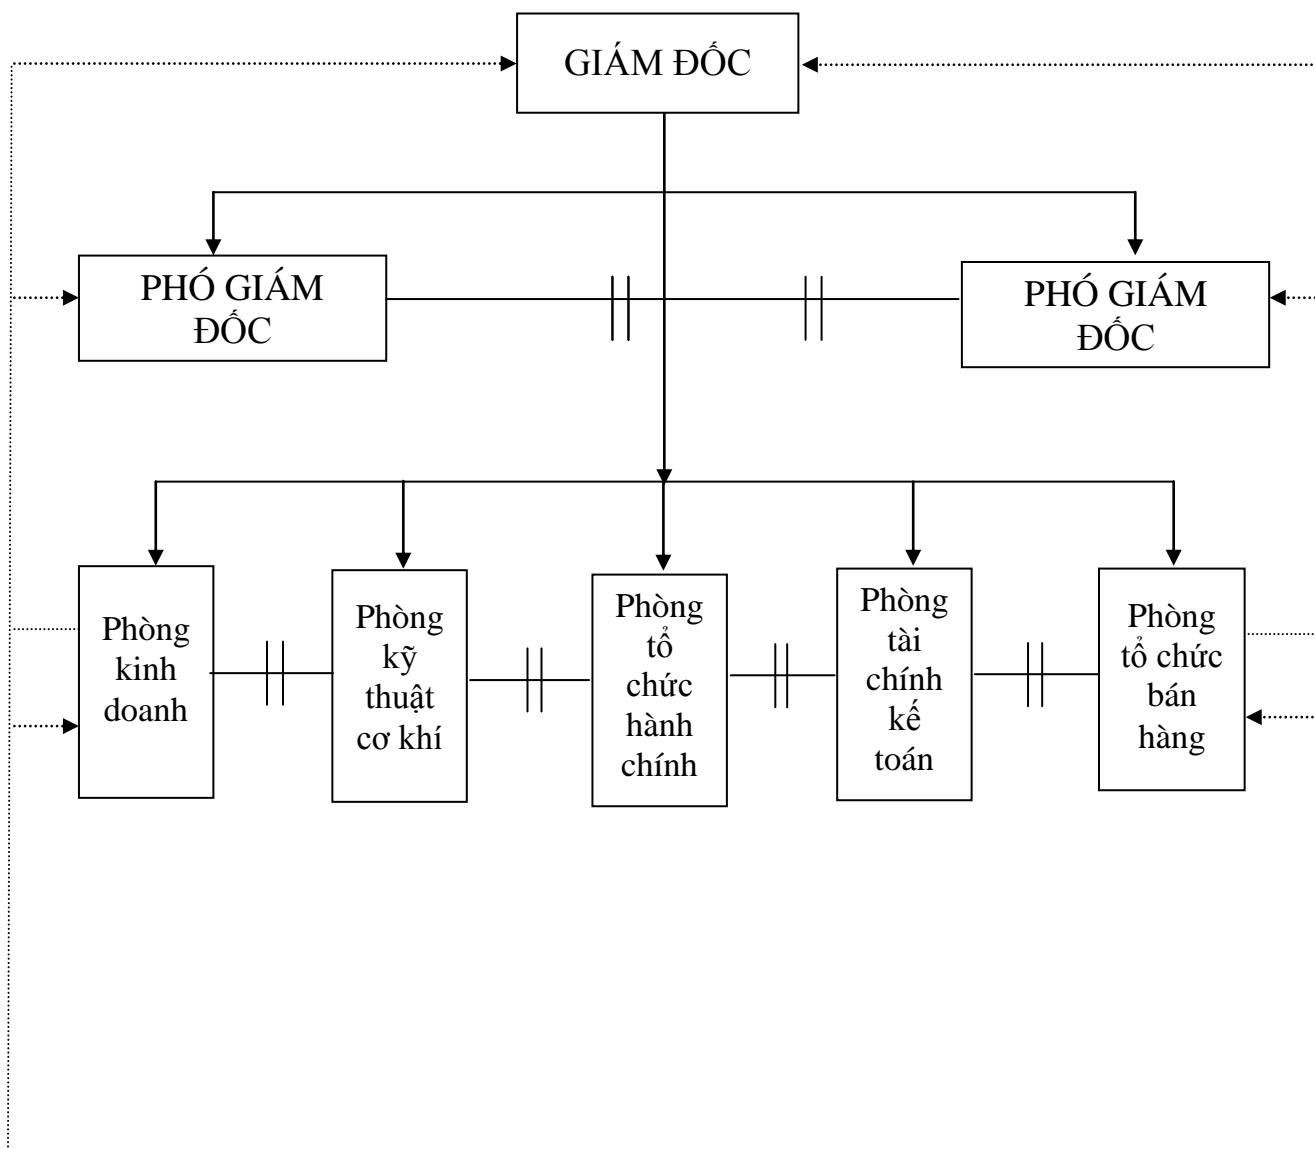 GIÁM ĐỐC
PHÓ GIÁM
ĐỐC
PHÓ GIÁM
ĐỐC
Phòng
kinh
doanh
Phòng
kỹ
thuật
cơ khí
Phòng
tổ
chức
hành
chính
Phòng
tài
chính
kế
toán
Phòng
tổ chức
bán
hàng